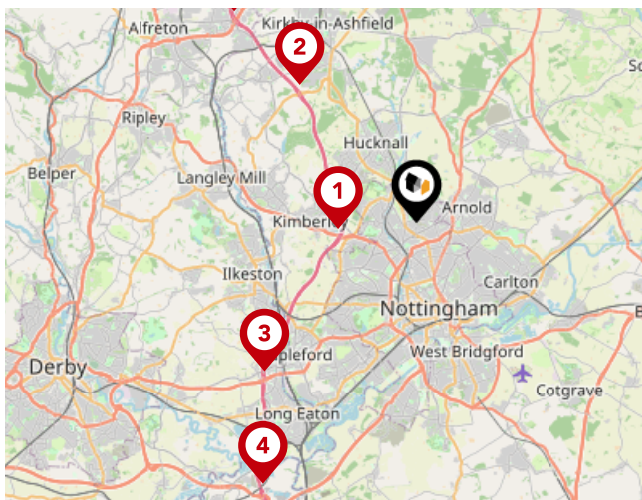 Kirkby-in-Ashfield
Alfreton
2
Ripley
Hucknall
Belper
Langley Mill
1
Arnold
Kimberley
Ilkeston
Carlton
Nottingham
3
pleford
West Bridgford
Derby
Cotgrave
Long Eaton
4